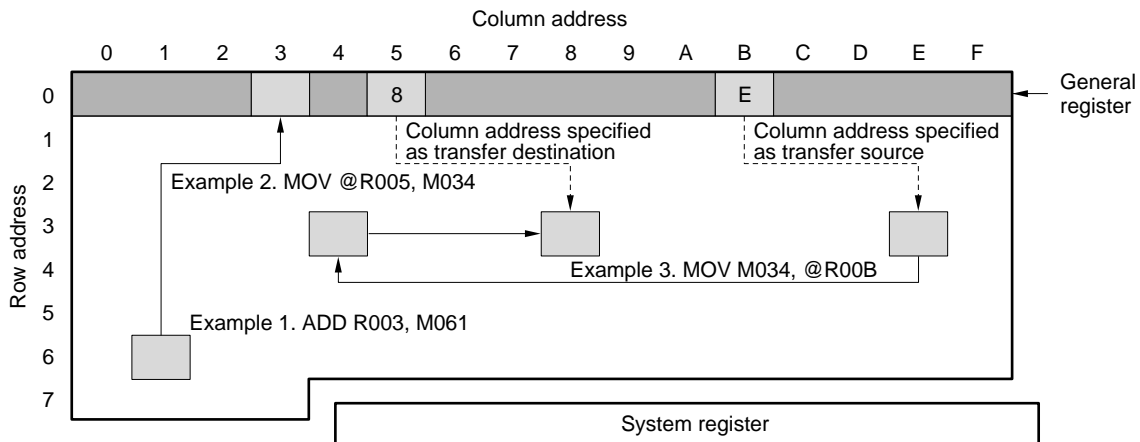 Column address
0 1 2 3 4 5 6 7 8 9 A B C D E F
0
8
E
General
register
1
Column address specified
as transfer destination
Column address specified
as transfer source
2
Example 2. MOV @R005, M034
Row address
3
4
Example 3. MOV M034, @R00B
5
Example 1. ADD R003, M061
6
7
System register